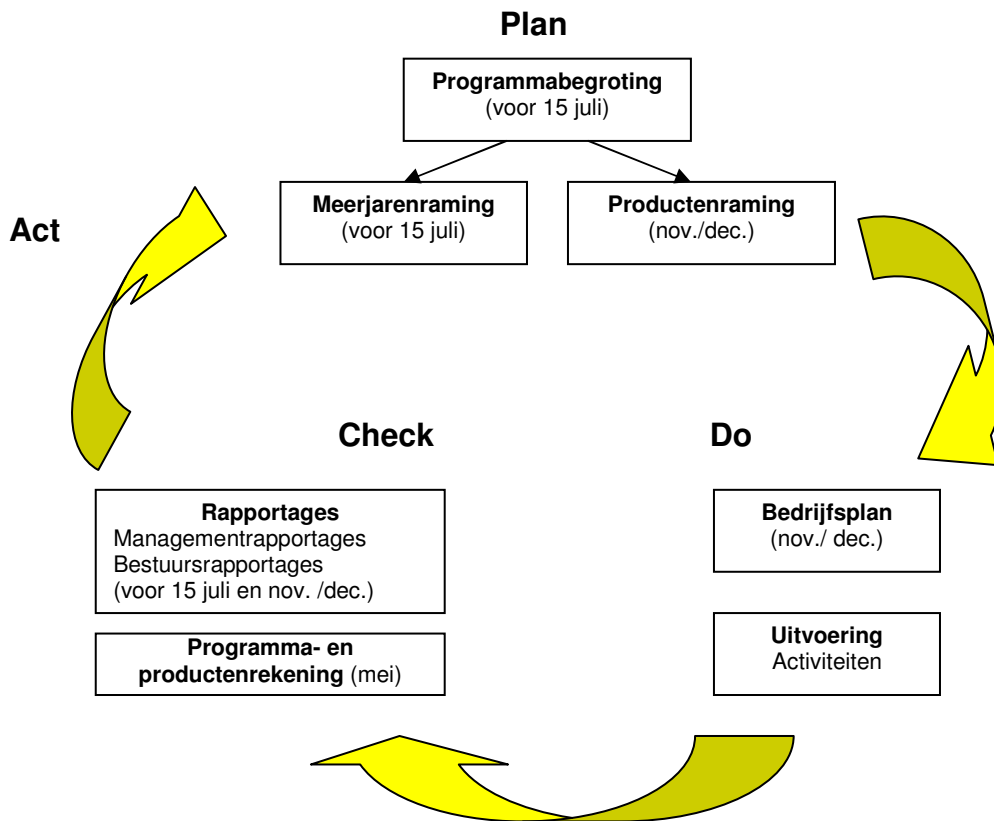 Plan
Programmabegroting
(voor 15 juli)
Meerjarenraming
(voor 15 juli)
Productenraming
(nov./dec.)
Act
Check
Do
Rapportages
Managementrapportages
Bestuursrapportages
(voor 15 juli en nov. /dec.)
Programma- en
productenrekening (mei)
Bedrijfsplan
(nov./ dec.)
Uitvoering
Activiteiten